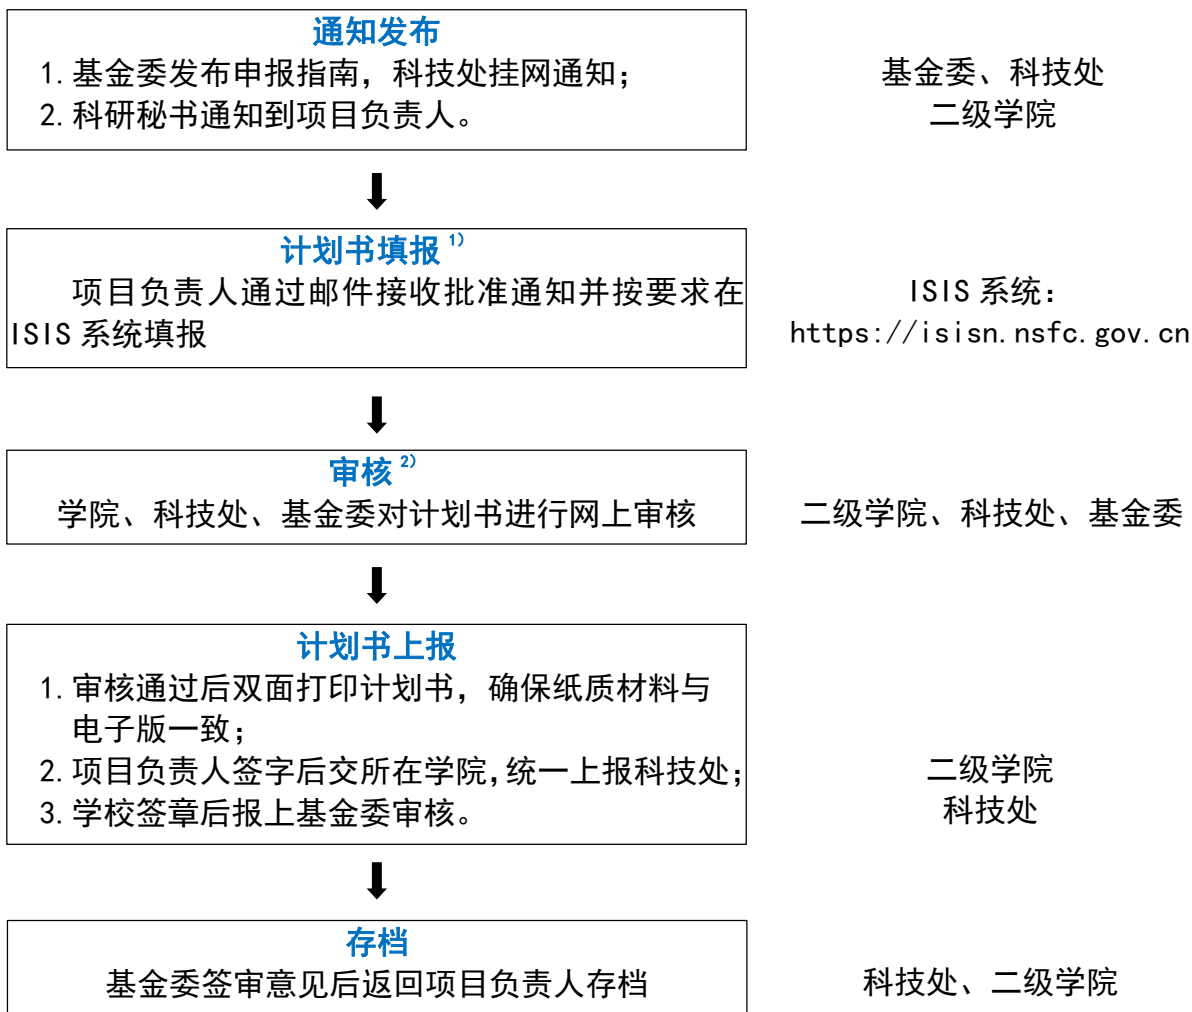 通知发布
1. 基金委发布申报指南，科技处挂网通知；
2. 科研秘书通知到项目负责人。
基金委、科技处
二级学院
计划书填报 1）
项目负责人通过邮件接收批准通知并按要求在
ISIS 系统填报
ISIS 系统：
https://isisn.nsfc.gov.cn
审核 2）
学院、科技处、基金委对计划书进行网上审核
二级学院、科技处、基金委
计划书上报
1. 审核通过后双面打印计划书，确保纸质材料与
电子版一致；
2. 项目负责人签字后交所在学院，统一上报科技处；
3. 学校签章后报上基金委审核。
二级学院
科技处
存档
基金委签审意见后返回项目负责人存档
科技处、二级学院